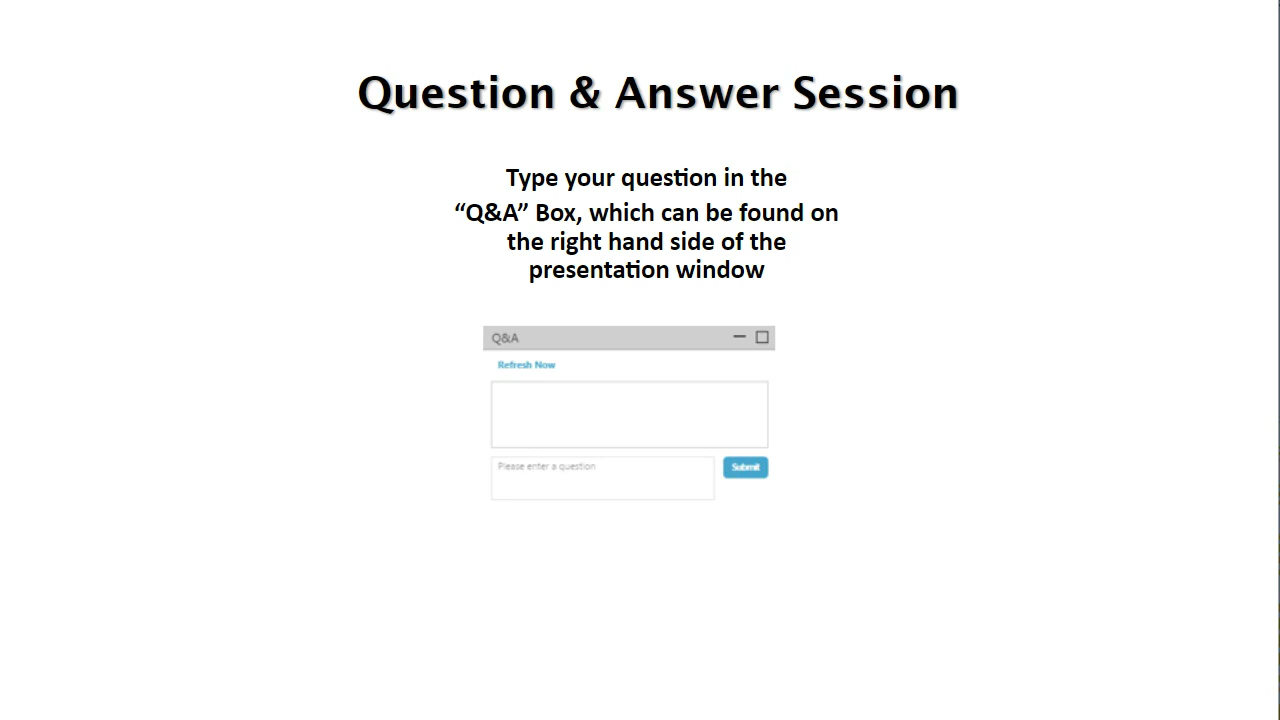 Question & Answer Session
Type your question in the
“Q&A” Box, which can be found on
the right hand side of the
presentation window
Q&A
Refresh Now
Please enter a question
Submit